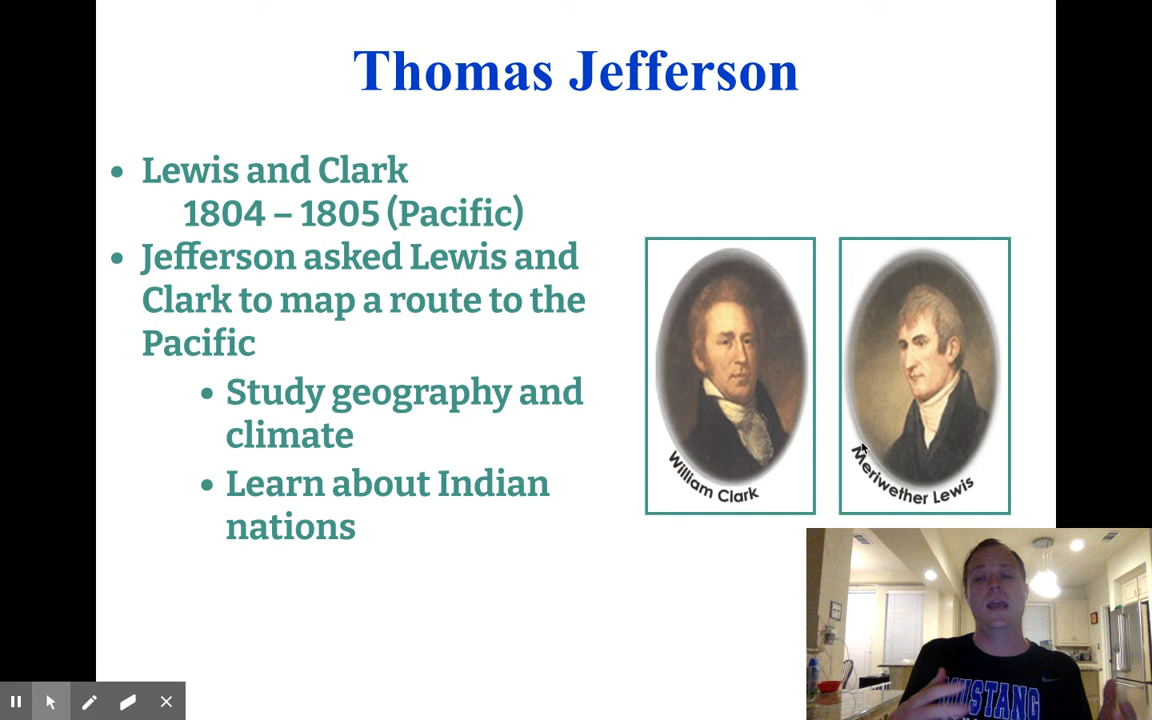 Thomas Jefferson
• Lewis and Clark
1804 – 1805 (Pacific)
• Jefferson asked Lewis and
Clark to map a route to the
Pacific
• Study geography and
climate
• Learn about Indian
nations
William Clark
Meriwether Lewis
MUSTANG